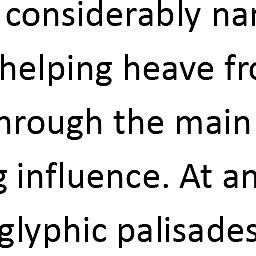 considerably nar
helping heave fro
hrough the main
g influence. At an
glyphic palisades